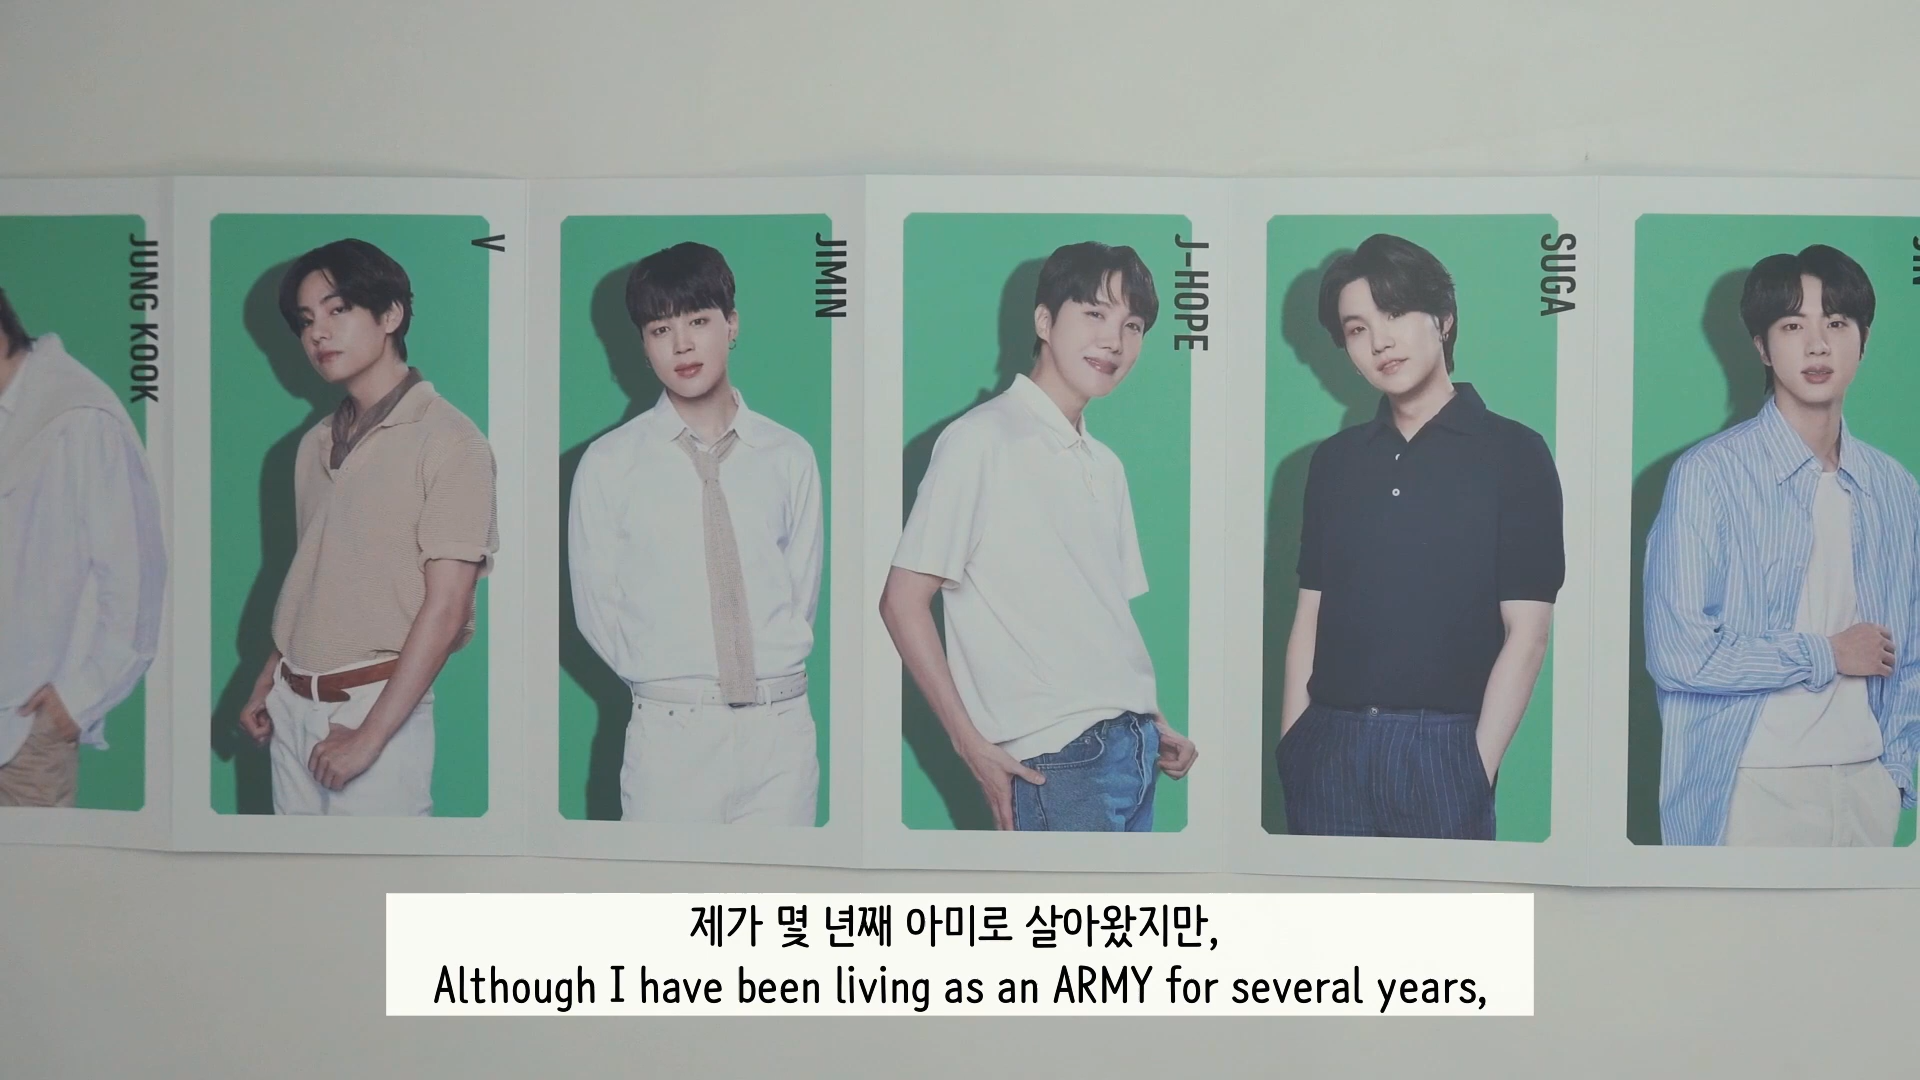 JUNG KOOK
V
JIMIN
J-HOPE
SUGA
제가 몇 년째 아미로 살아왔지만,
Although I have been living as an ARMY for several years,